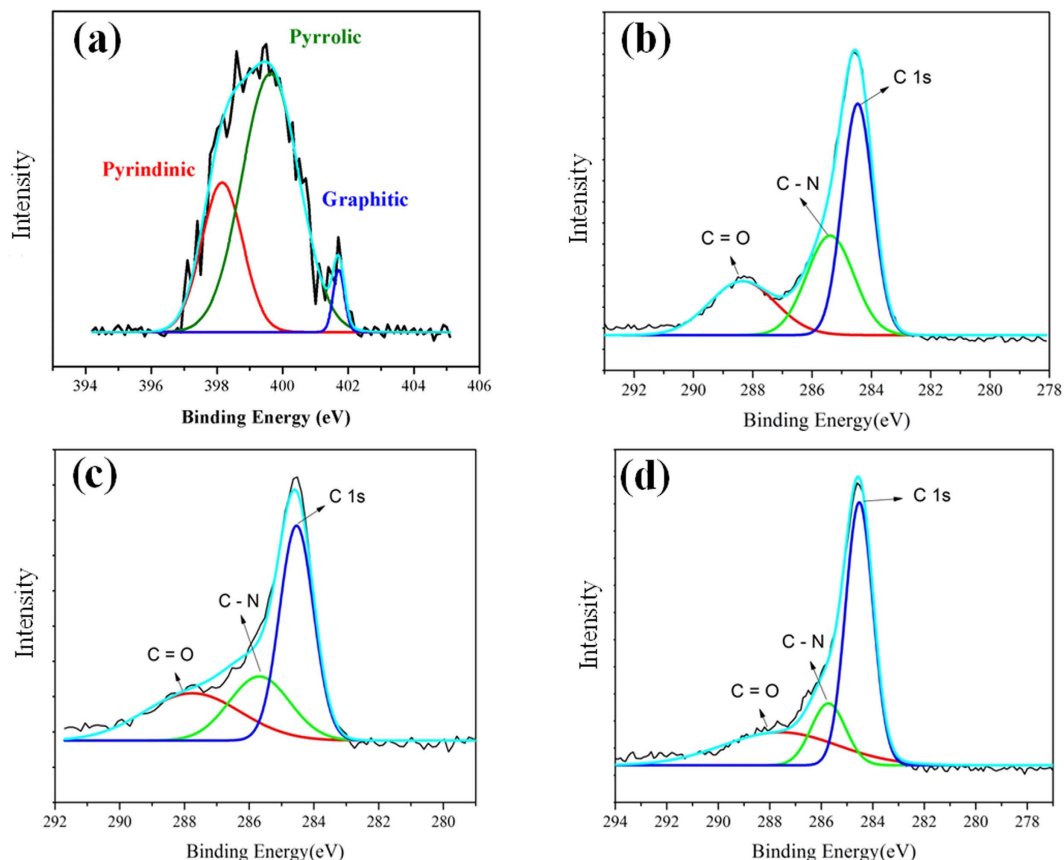 (a)
Pyrrolic
Pyrindinic
Graphitic
Intensity
394 396 398 400 402 404 406
Binding Energy (eV)
(b)
C 1s
C - N
C = O
Intensity
292 290 288 286 284 282 280 278
Binding Energy(eV)
(c)
C 1s
C - N
C = O
Intensity
292 290 288 286 284 282 280
Binding Energy(eV)
(d)
C 1s
C - N
C = O
Intensity
294 292 290 288 286 284 282 280 278
Binding Energy(eV)